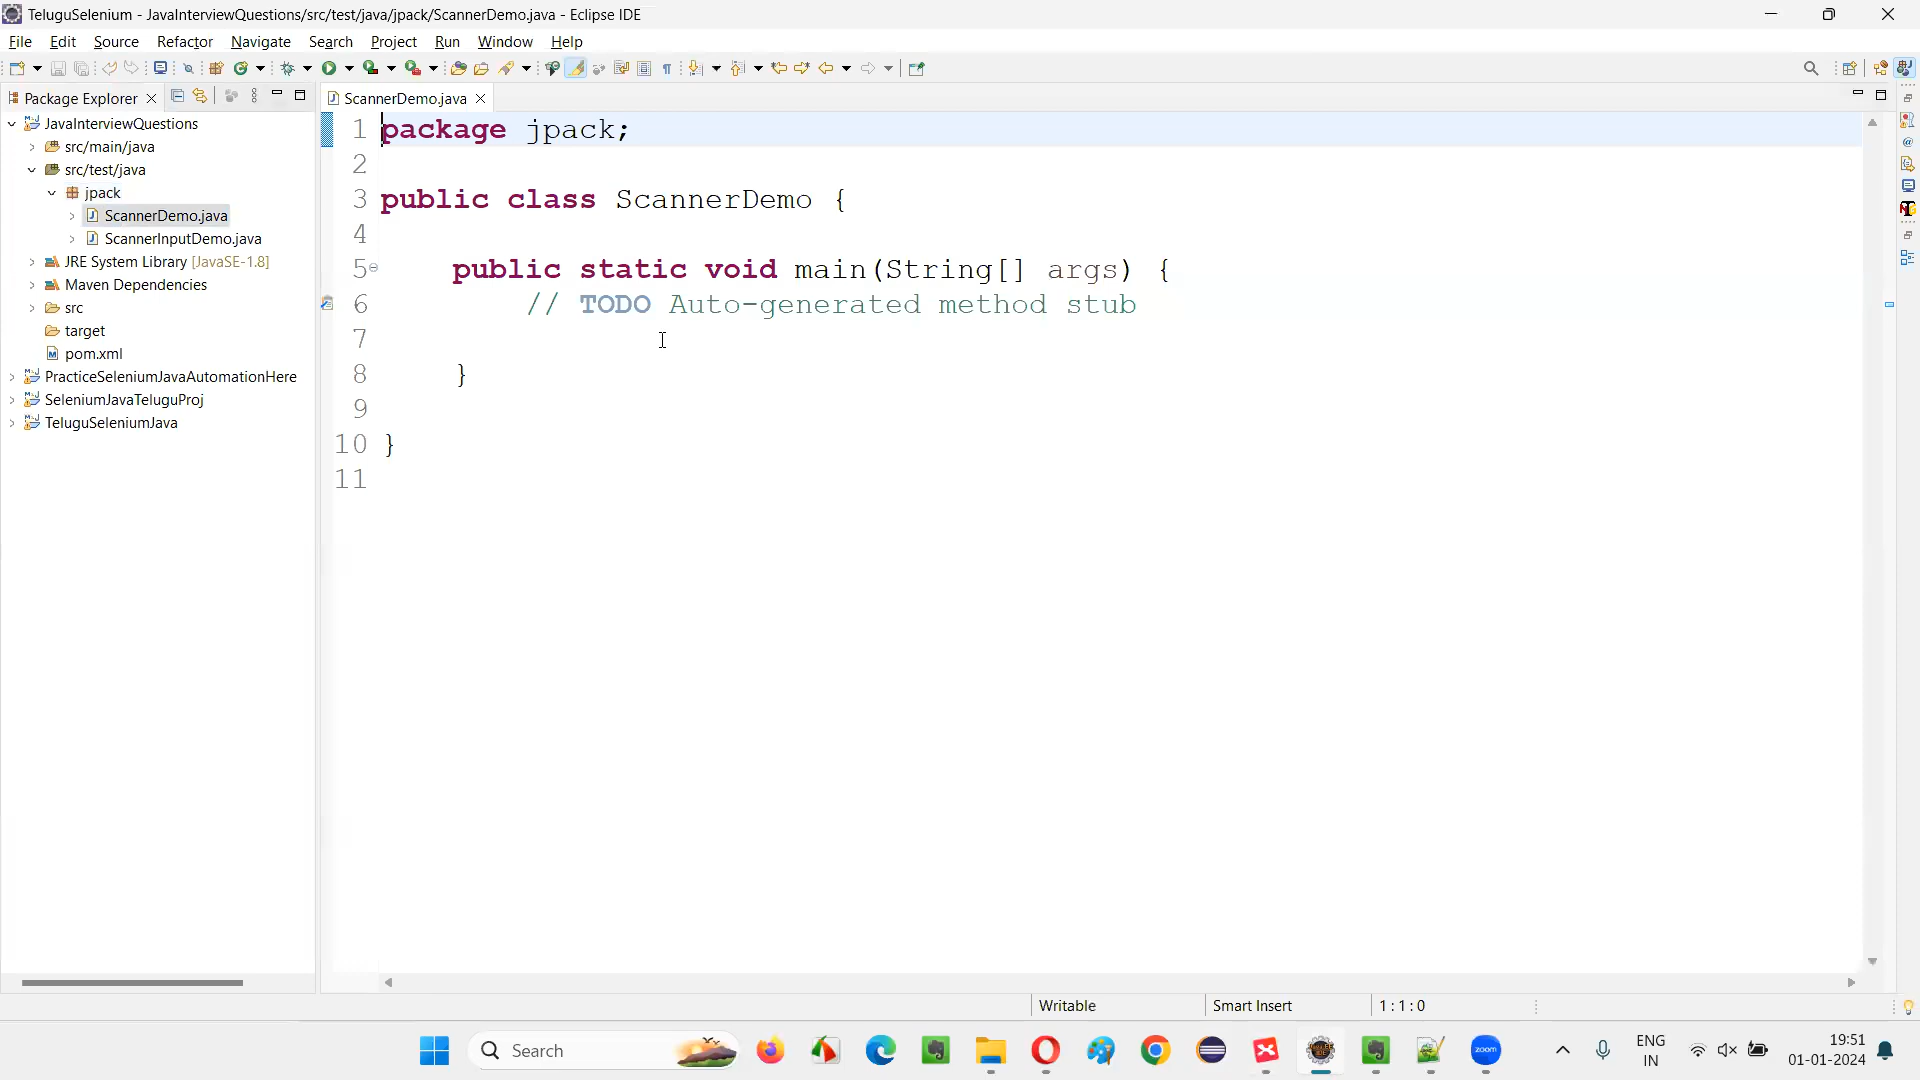 TeluguSelenium - JavaInterviewQuestions/src/test/java/jpack/ScannerDemo.java - Eclipse IDE
File Edit Source Refactor Navigate Search Project Run Window Help
Package Explorer
JavaInterviewQuestions
src/main/java
src/test/java
jpack
ScannerDemo.java
ScannerInputDemo.java
JRE System Library [JavaSE-1.8]
Maven Dependencies
src
target
pom.xml
PracticeSeleniumJavaAutomationHere
SeleniumJavaTeluguProj
TeluguSeleniumJava
ScannerDemo.java
1 package jpack;
2
3 public class ScannerDemo {
4
5 public static void main(String[] args) {
6 // TODO Auto-generated method stub
7
8 }
9
10 }
11
Writable Smart Insert 1 : 1 : 0
Search
zoom
ENG
IN
19:51
01-01-2024